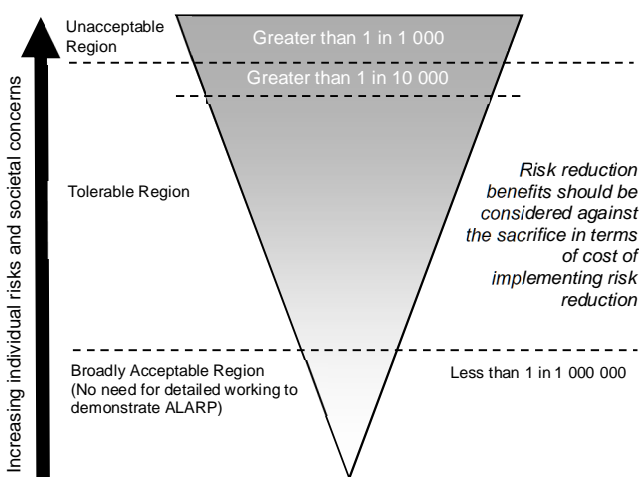 Unacceptable
Region
Greater than 1 in 1 000
Greater than 1 in 10 000
Increasing individual risks and societal concerns
Tolerable Region
Risk reduction
benefits should be
considered against
the sacrifice in terms
of cost of
implementing risk
reduction
Broadly Acceptable Region
(No need for detailed working to
demonstrate ALARP)
Less than 1 in 1 000 000